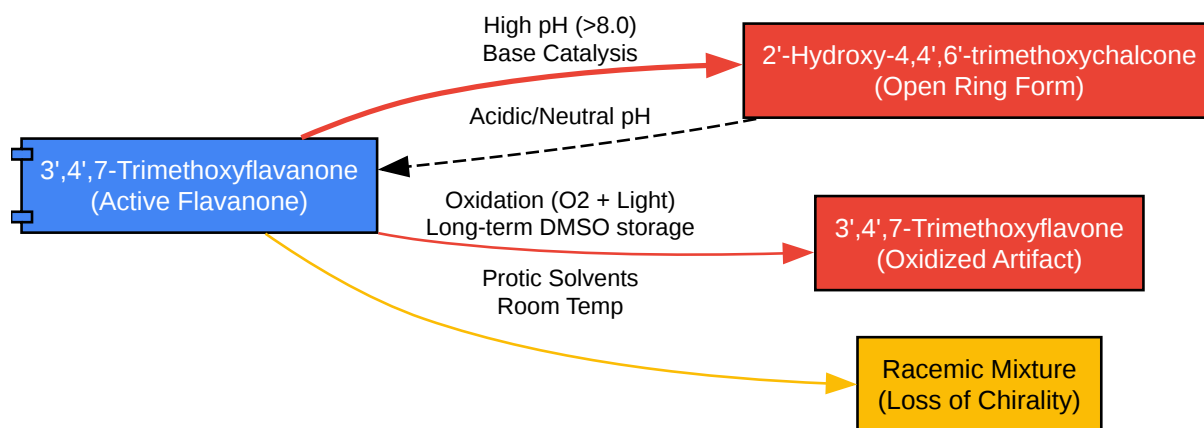 High pH (>8.0)
Base Catalysis
2'-Hydroxy-4,4',6'-trimethoxychalcone
(Open Ring Form)
Acidic/Neutral pH
3',4',7-Trimethoxyflavanone
(Active Flavanone)
Oxidation (O2 + Light)
Long-term DMSO storage
3',4',7-Trimethoxyflavone
(Oxidized Artifact)
Protic Solvents
Room Temp
Racemic Mixture
(Loss of Chirality)